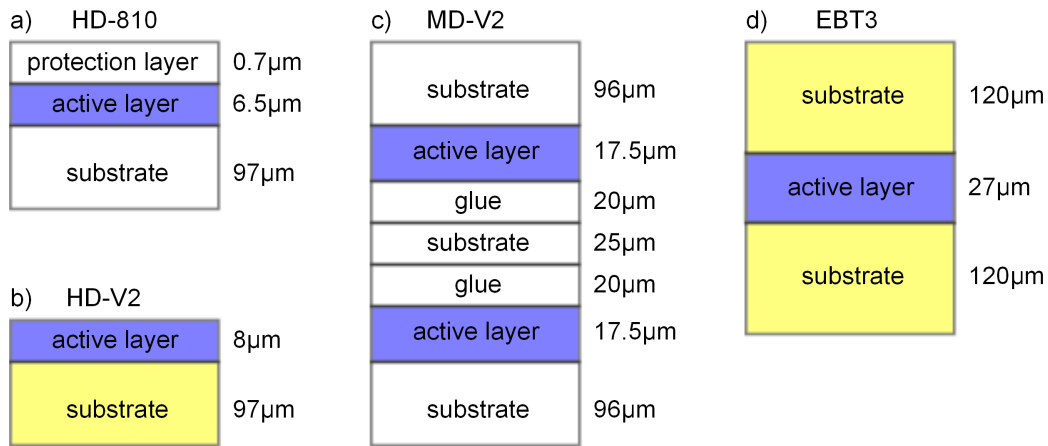 a) HD-810
protection layer 0.7µm
active layer 6.5µm
substrate 97µm
b) HD-V2
active layer 8µm
substrate 97µm
c) MD-V2
substrate 96µm
active layer 17.5µm
glue 20µm
substrate 25µm
glue 20µm
active layer 17.5µm
substrate 96µm
d) EBT3
substrate 120µm
active layer 27µm
substrate 120µm